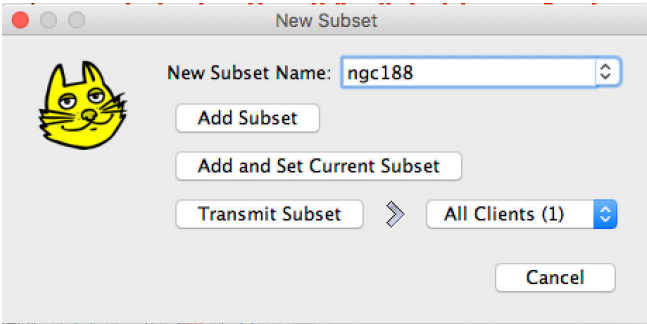 New Subset
New Subset Name: ngc188
Add Subset
Add and Set Current Subset
Transmit Subset All Clients (1)
Cancel